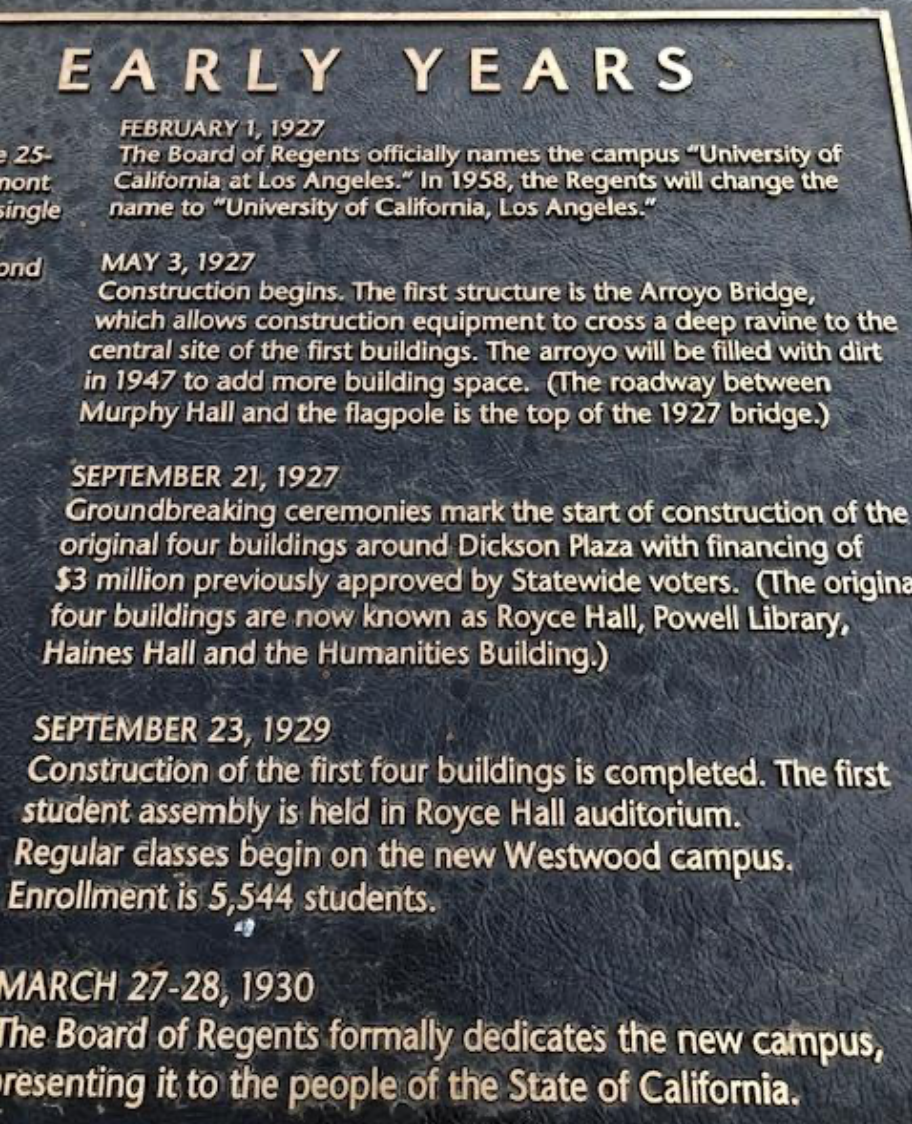 EARLY YEARS
25-
single
FEBRUARY 1, 1927
The Board of Regents officially names the campus “University of
California at Los Angeles.” In 1958, the Regents will change the
name to “University of California, Los Angeles.”
MAY 3, 1927
Construction begins. The first structure is the Arroyo Bridge,
which allows construction equipment to cross a deep ravine to the
central site of the first buildings. The arroyo will be filled with dirt
in 1947 to add more building space. (The roadway between
Murphy Hall and the flagpole is the top of the 1927 bridge.)
SEPTEMBER 21, 1927
Groundbreaking ceremonies mark the start of construction of the
original four buildings around Dickson Plaza with financing of
$3 million previously approved by Statewide voters. (The origina
four buildings are now known as Royce Hall, Powell Library,
Haines Hall and the Humanities Building.)
SEPTEMBER 23, 1929
Construction of the first four buildings is completed. The first
student assembly is held in Royce Hall auditorium.
Regular classes begin on the new Westwood campus.
Enrollment is 5,544 students.
MARCH 27-28, 1930
The Board of Regents formally dedicates the new campus,
resenting it to the people of the State of California.